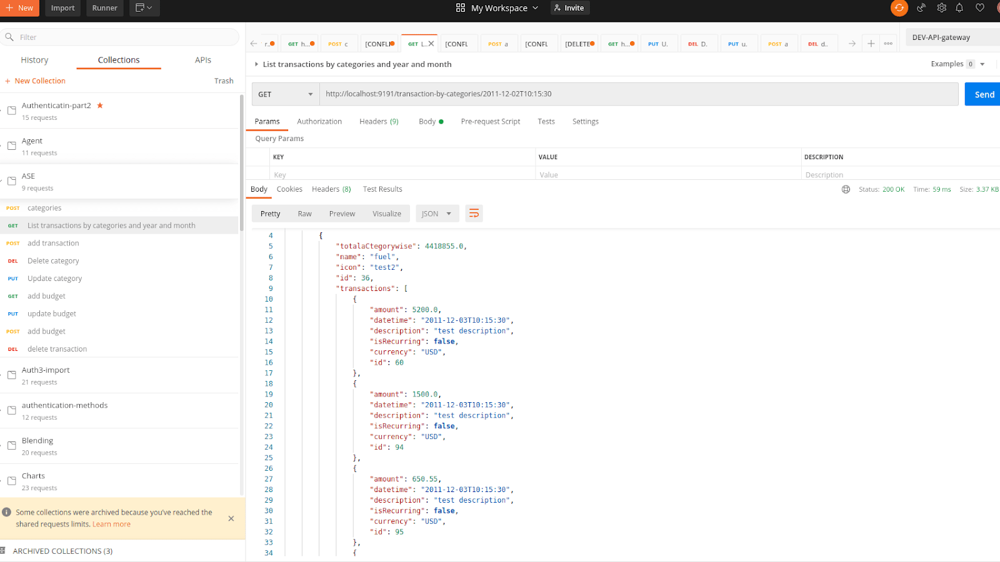 + New
Import
Runner
My Workspace
Invite
Filter
History
Collections
APIs
+ New Collection
Trash
Authenticatin-part2
15 requests
Agent
11 requests
ASE
9 requests
POST categories
GET List transactions by categories and year and month
POST add transaction
DEL Delete category
PUT Update category
GET add budget
PUT update budget
POST add budget
DEL delete transaction
Auth3-import
21 requests
authentication-methods
12 requests
Blending
20 requests
Charts
23 requests
Some collections were archived because you've reached the
shared requests limits. Learn more
ARCHIVED COLLECTIONS (3)
r.. GET h... POST c [CONFLI GET L.. [CONFL POST a [CONFL [DELETE GET h... PUT U. DEL D. PUT u. POST a DEL d..
DEV-API-gateway
List transactions by categories and year and month
Examples 0
GET
http://localhost:9191/transaction-by-categories/2011-12-02T10:15:30
Send
Params Authorization Headers (9) Body Pre-request Script Tests Settings
Query Params
KEY VALUE DESCRIPTION
Key Value Description
Body Cookies Headers (8) Test Results
Status: 200 OK Time: 59 ms Size: 3.37 KB
Pretty Raw Preview Visualize JSON
4 {
5 "totalaCtegorywise": 4418855.0,
6 "name": "fuel",
7 "icon": "test2",
8 "id": 36,
9 "transactions": [
10 {
11 "amount": 5200.0,
12 "datetime": "2011-12-03T10:15:30",
13 "description": "test description",
14 "isRecurring": false,
15 "currency": "USD",
16 "id": 60
17 },
18 {
19 "amount": 1500.0,
20 "datetime": "2011-12-03T10:15:30",
21 "description": "test description",
22 "isRecurring": false,
23 "currency": "USD",
24 "id": 94
25 },
26 {
27 "amount": 650.55,
28 "datetime": "2011-12-03T10:15:30",
29 "description": "test description",
30 "isRecurring": false,
31 "currency": "USD",
32 "id": 95
33 },
34 {